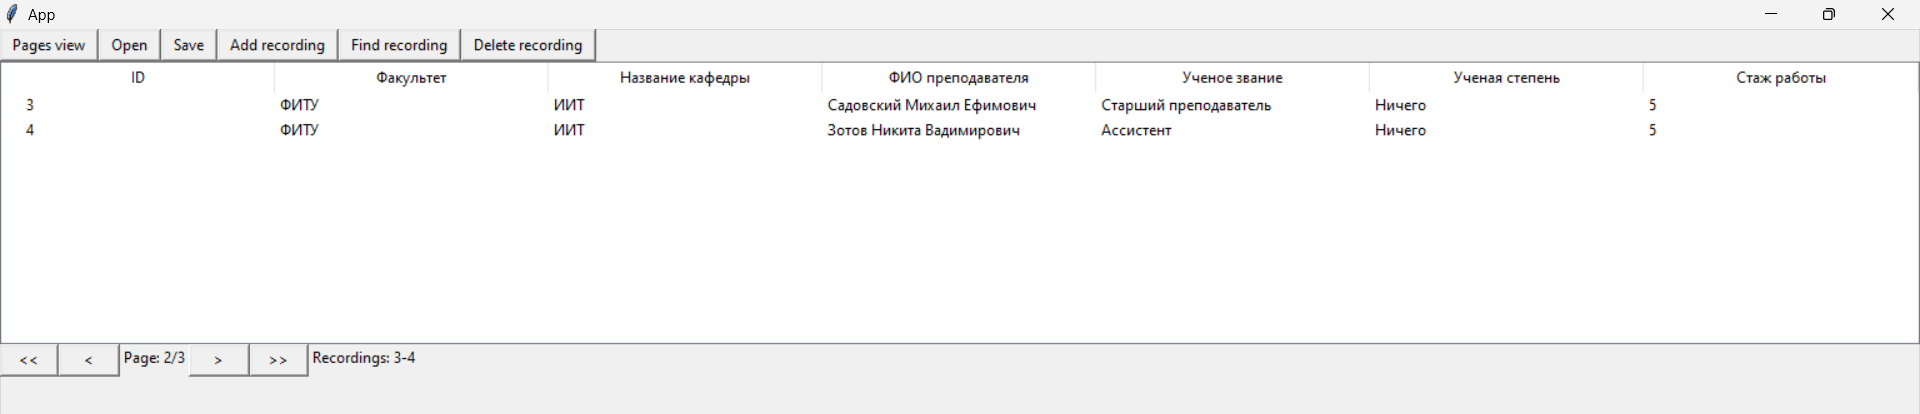 App
Pages view Open Save Add recording Find recording Delete recording
ID Факультет Название кафедры ФИО преподавателя Ученое звание Ученая степень Стаж работы
3 ФИТУ ИИТ Садовский Михаил Ефимович Старший преподаватель Ничего 5
4 ФИТУ ИИТ Зотов Никита Вадимирович Ассистент Ничего 5
<< < Page: 2/3 > >> Recordings: 3-4